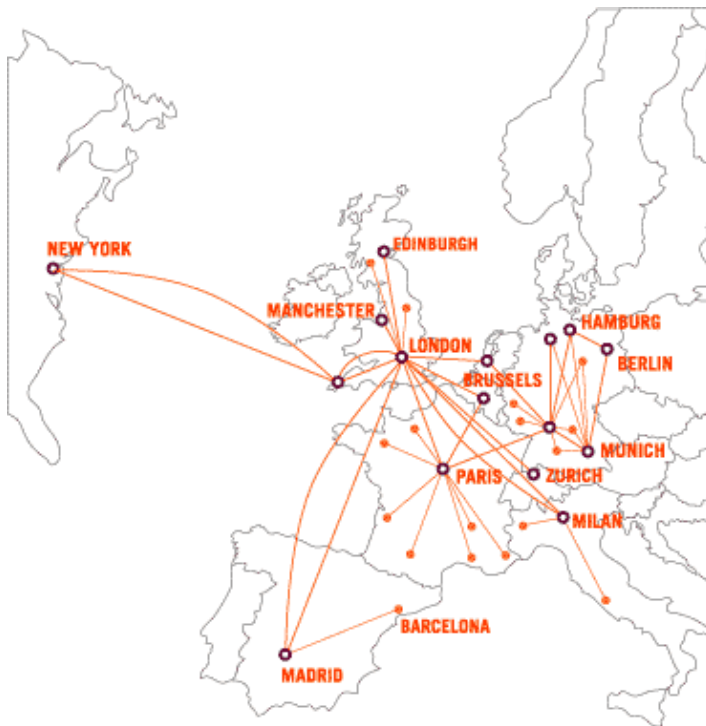 NEW YORK
EDINBURGH
MANCHESTER
HAMBURG
LONDON
BERLIN
BRUSSELS
MUNICH
PARIS
ZURICH
MILAN
BARCELONA
MADRID